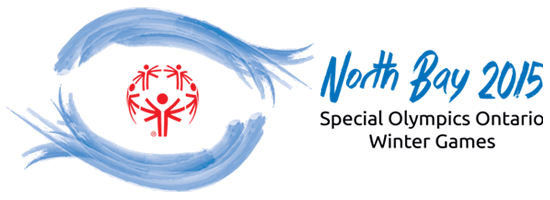 North Bay 2015
Special Olympics Ontario
Winter Games